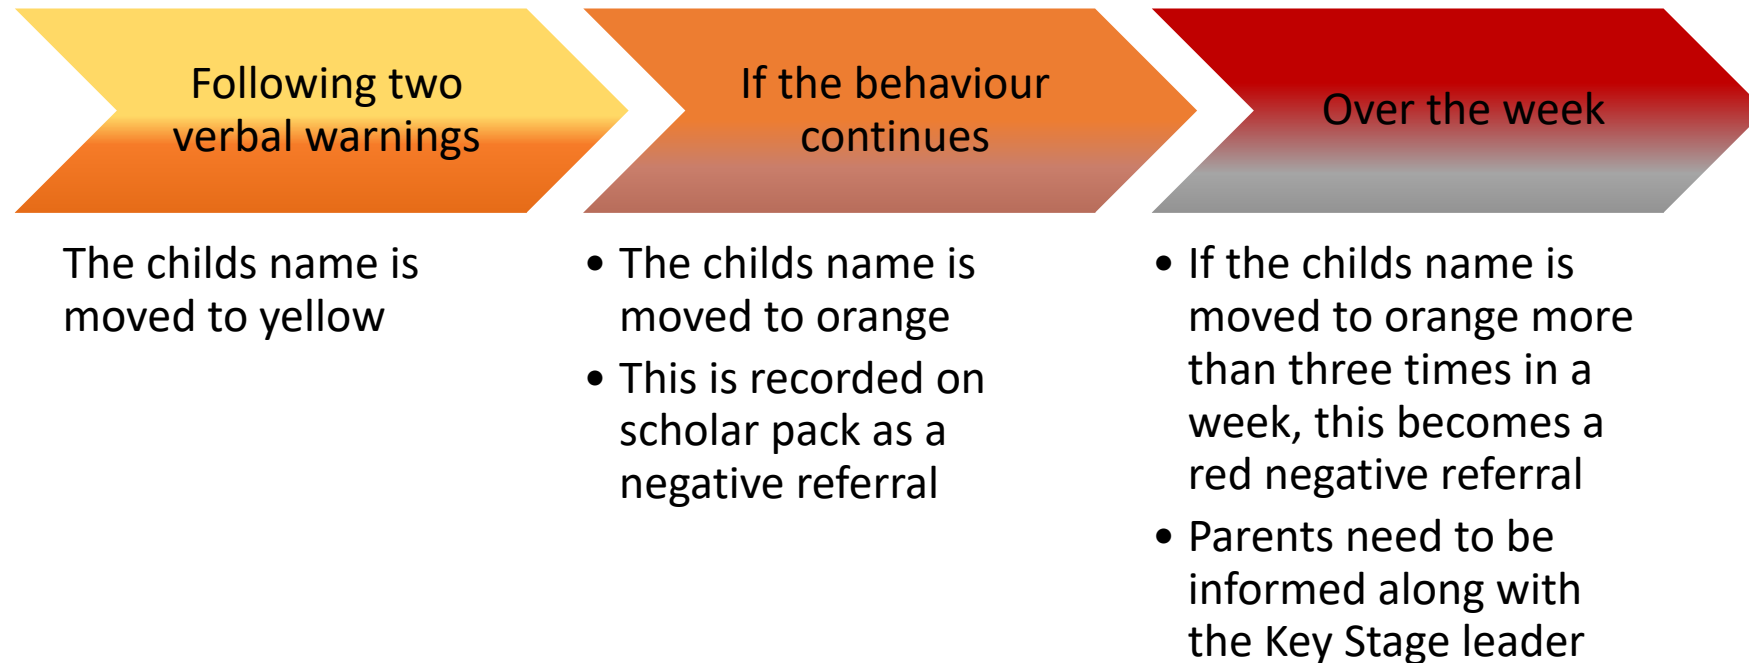 Following two
verbal warnings
The childs name is
moved to yellow
If the behaviour
continues
• The childs name is
moved to orange
• This is recorded on
scholar pack as a
negative referral
Over the week
• If the childs name is
moved to orange more
than three times in a
week, this becomes a
red negative referral
• Parents need to be
informed along with
the Key Stage leader